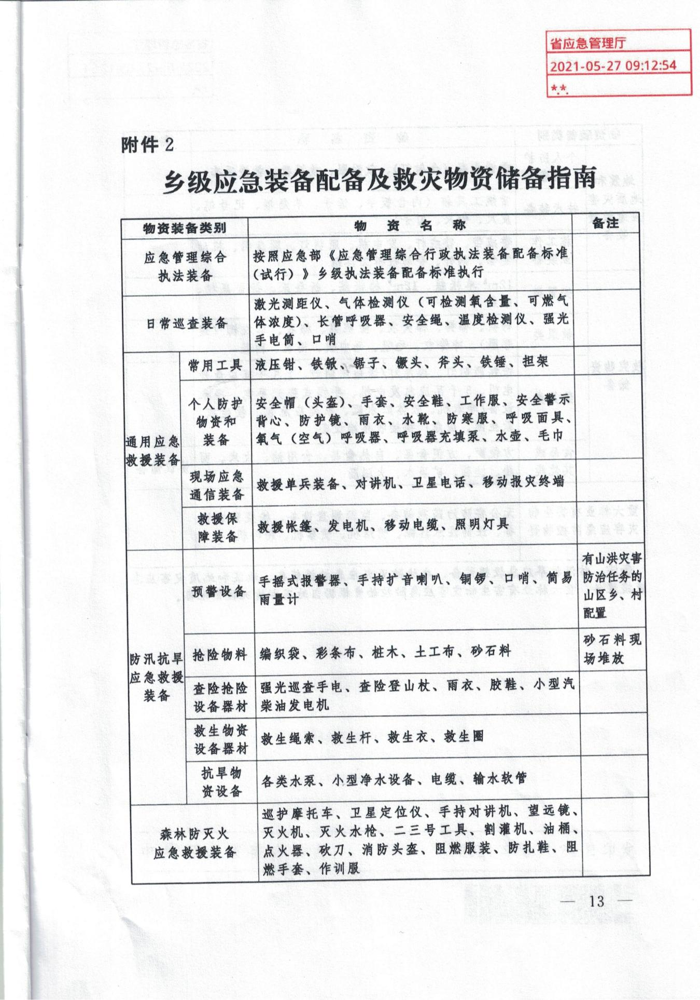 省应急管理厅
2021-05-27 09:12:54
*.*.
附件 2
乡级应急装备配备及救灾物资储备指南
物资装备类别
物 资 名 称
备注
应急管理综合
执法装备
按照应急部《应急管理综合行政执法装备配备标准
（试行）》乡级执法装备配备标准执行
日常巡查装备
激光测距仪、气体检测仪（可检测氧含量、可燃气
体浓度）、长管呼吸器、安全绳、温度检测仪、强光
手电筒、口哨
通用应急
救援装备
常用工具
液压钳、铁锨、锯子、镢头、斧头、铁锤、担架
个人防护
物资和
装备
安全帽（头盔）、手套、安全鞋、工作服、安全警示
背心、防护镜、雨衣、水靴、防寒服、呼吸面具、
氧气（空气）呼吸器、呼吸器充填泵、水壶、毛巾
现场应急
通信装备
救援单兵装备、对讲机、卫星电话、移动报灾终端
救援保
障装备
救援帐篷、发电机、移动电缆、照明灯具
防汛抗旱
应急救援
装备
预警设备
手摇式报警器、手持扩音喇叭、铜锣、口哨、简易
雨量计
有山洪灾害
防治任务的
山区乡、村
配置
抢险物料
编织袋、彩条布、桩木、土工布、砂石料
砂石料现
场堆放
查险抢险
设备器材
强光巡查手电、查险登山杖、雨衣、胶鞋、小型汽
柴油发电机
救生物资
设备器材
救生绳索、救生杆、救生衣、救生圈
抗旱物
资设备
各类水泵、小型净水设备、电缆、输水软管
森林防灭火
应急救援装备
巡护摩托车、卫星定位仪、手持对讲机、望远镜、
灭火机、灭火水枪、二三号工具、割灌机、油桶、
点火器、砍刀、消防头盔、阻燃服装、防扎鞋、阻
燃手套、作训服
— 13 —